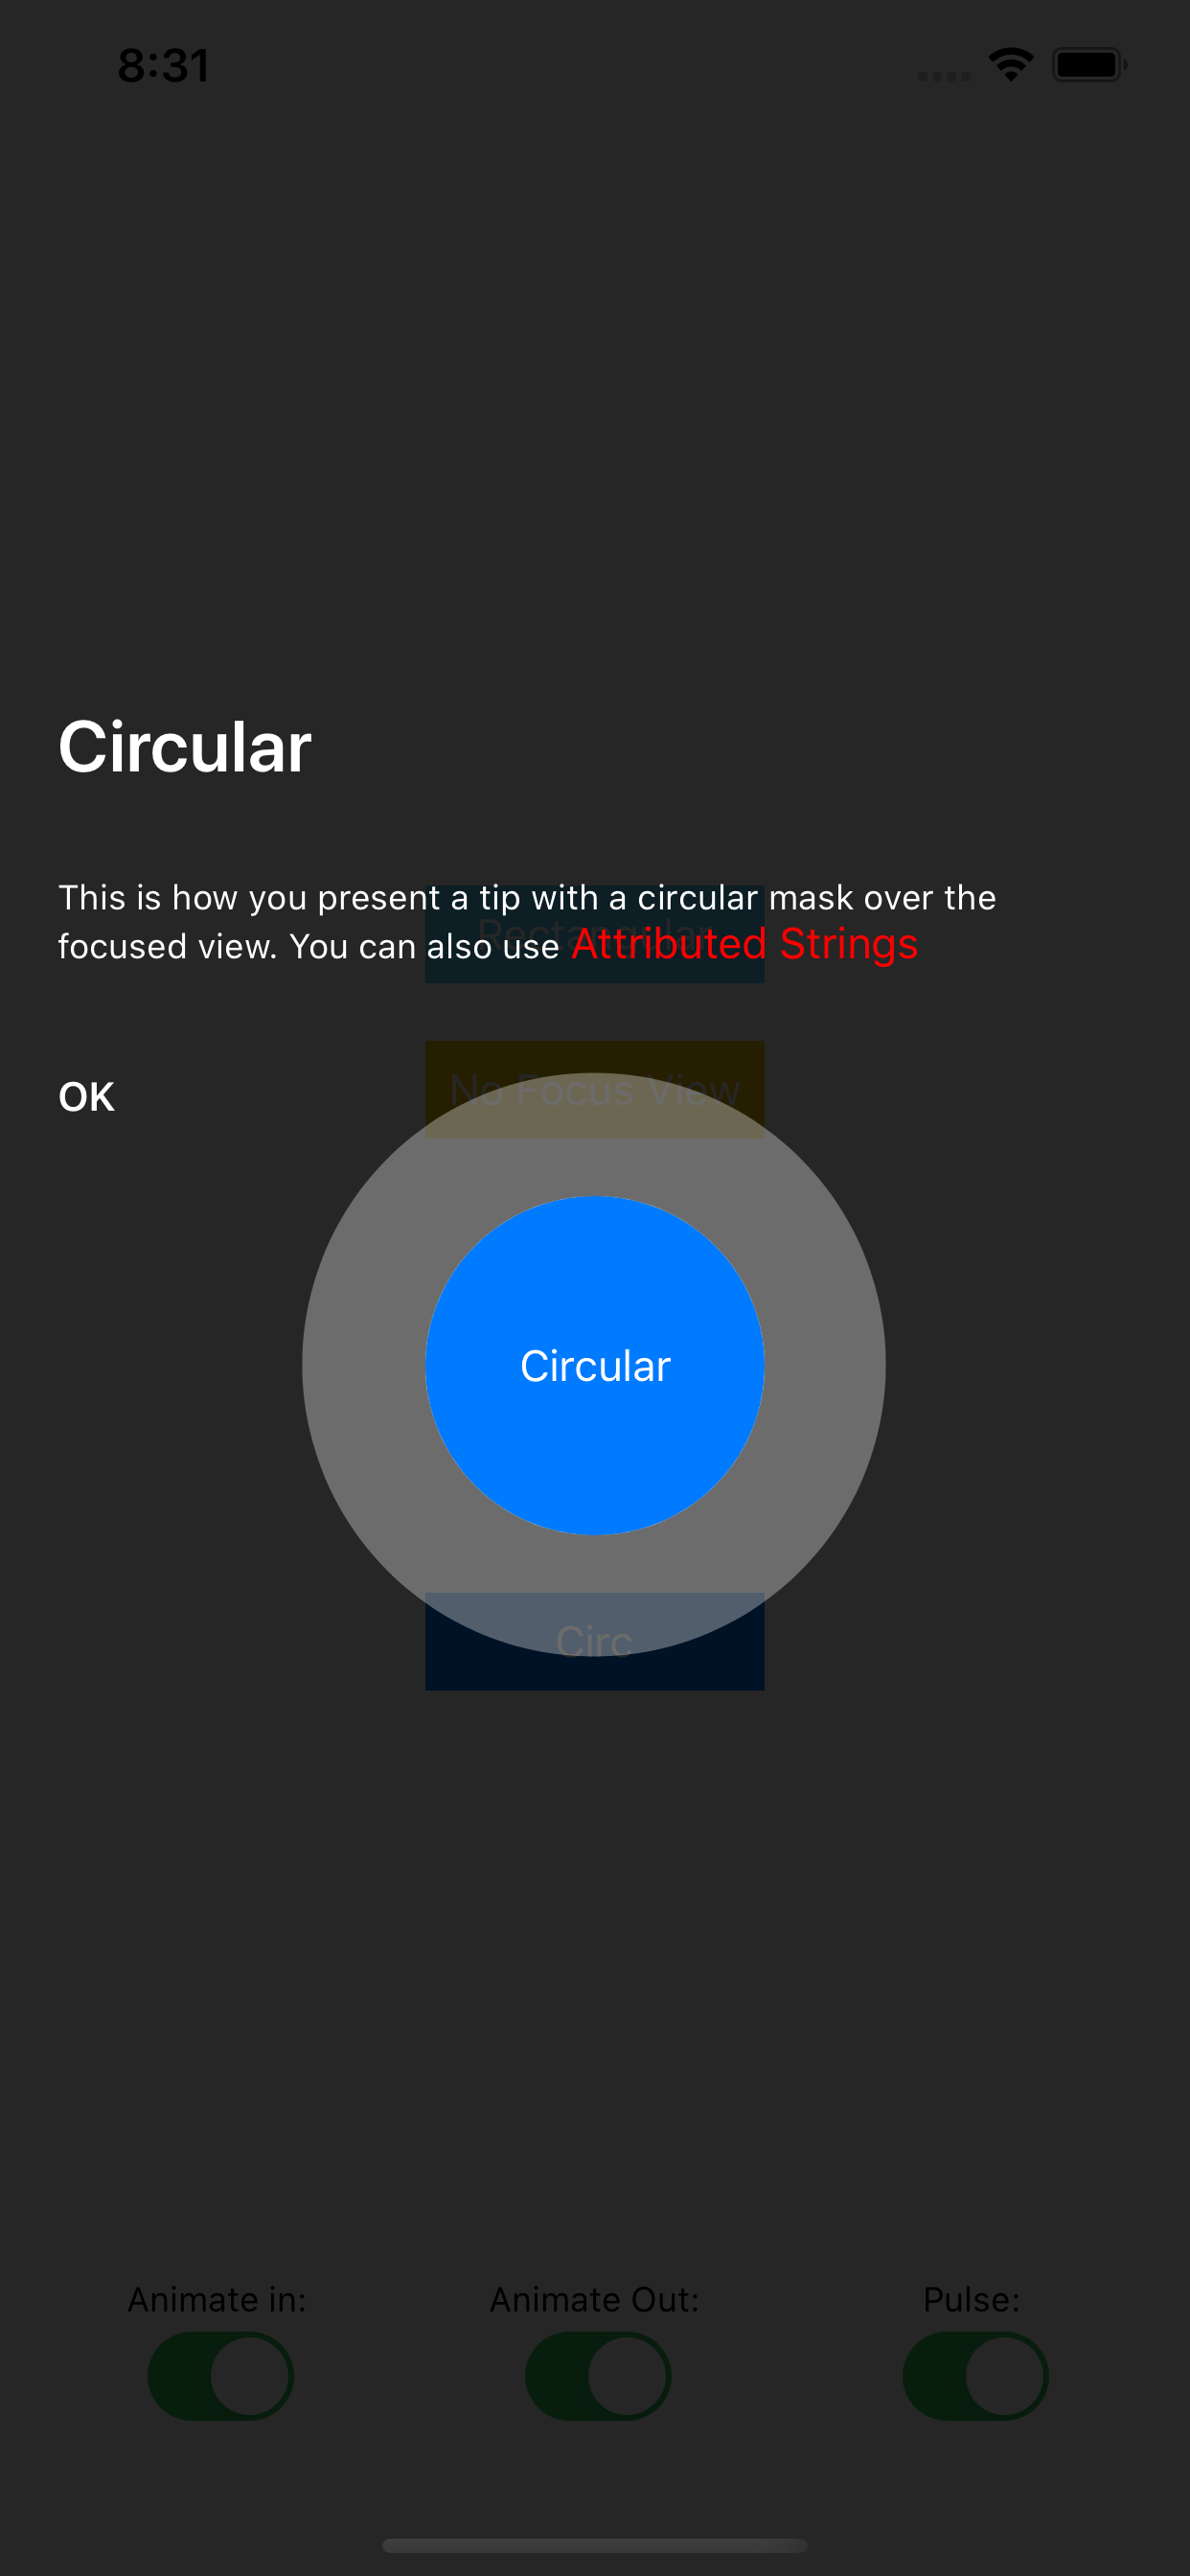 8:31
Circular
This is how you present a tip with a circular mask over the
focused view. You can also use Attributed Strings
Rectangular
OK
No Focus View
Circular
Circ
Animate in:
Animate Out:
Pulse: